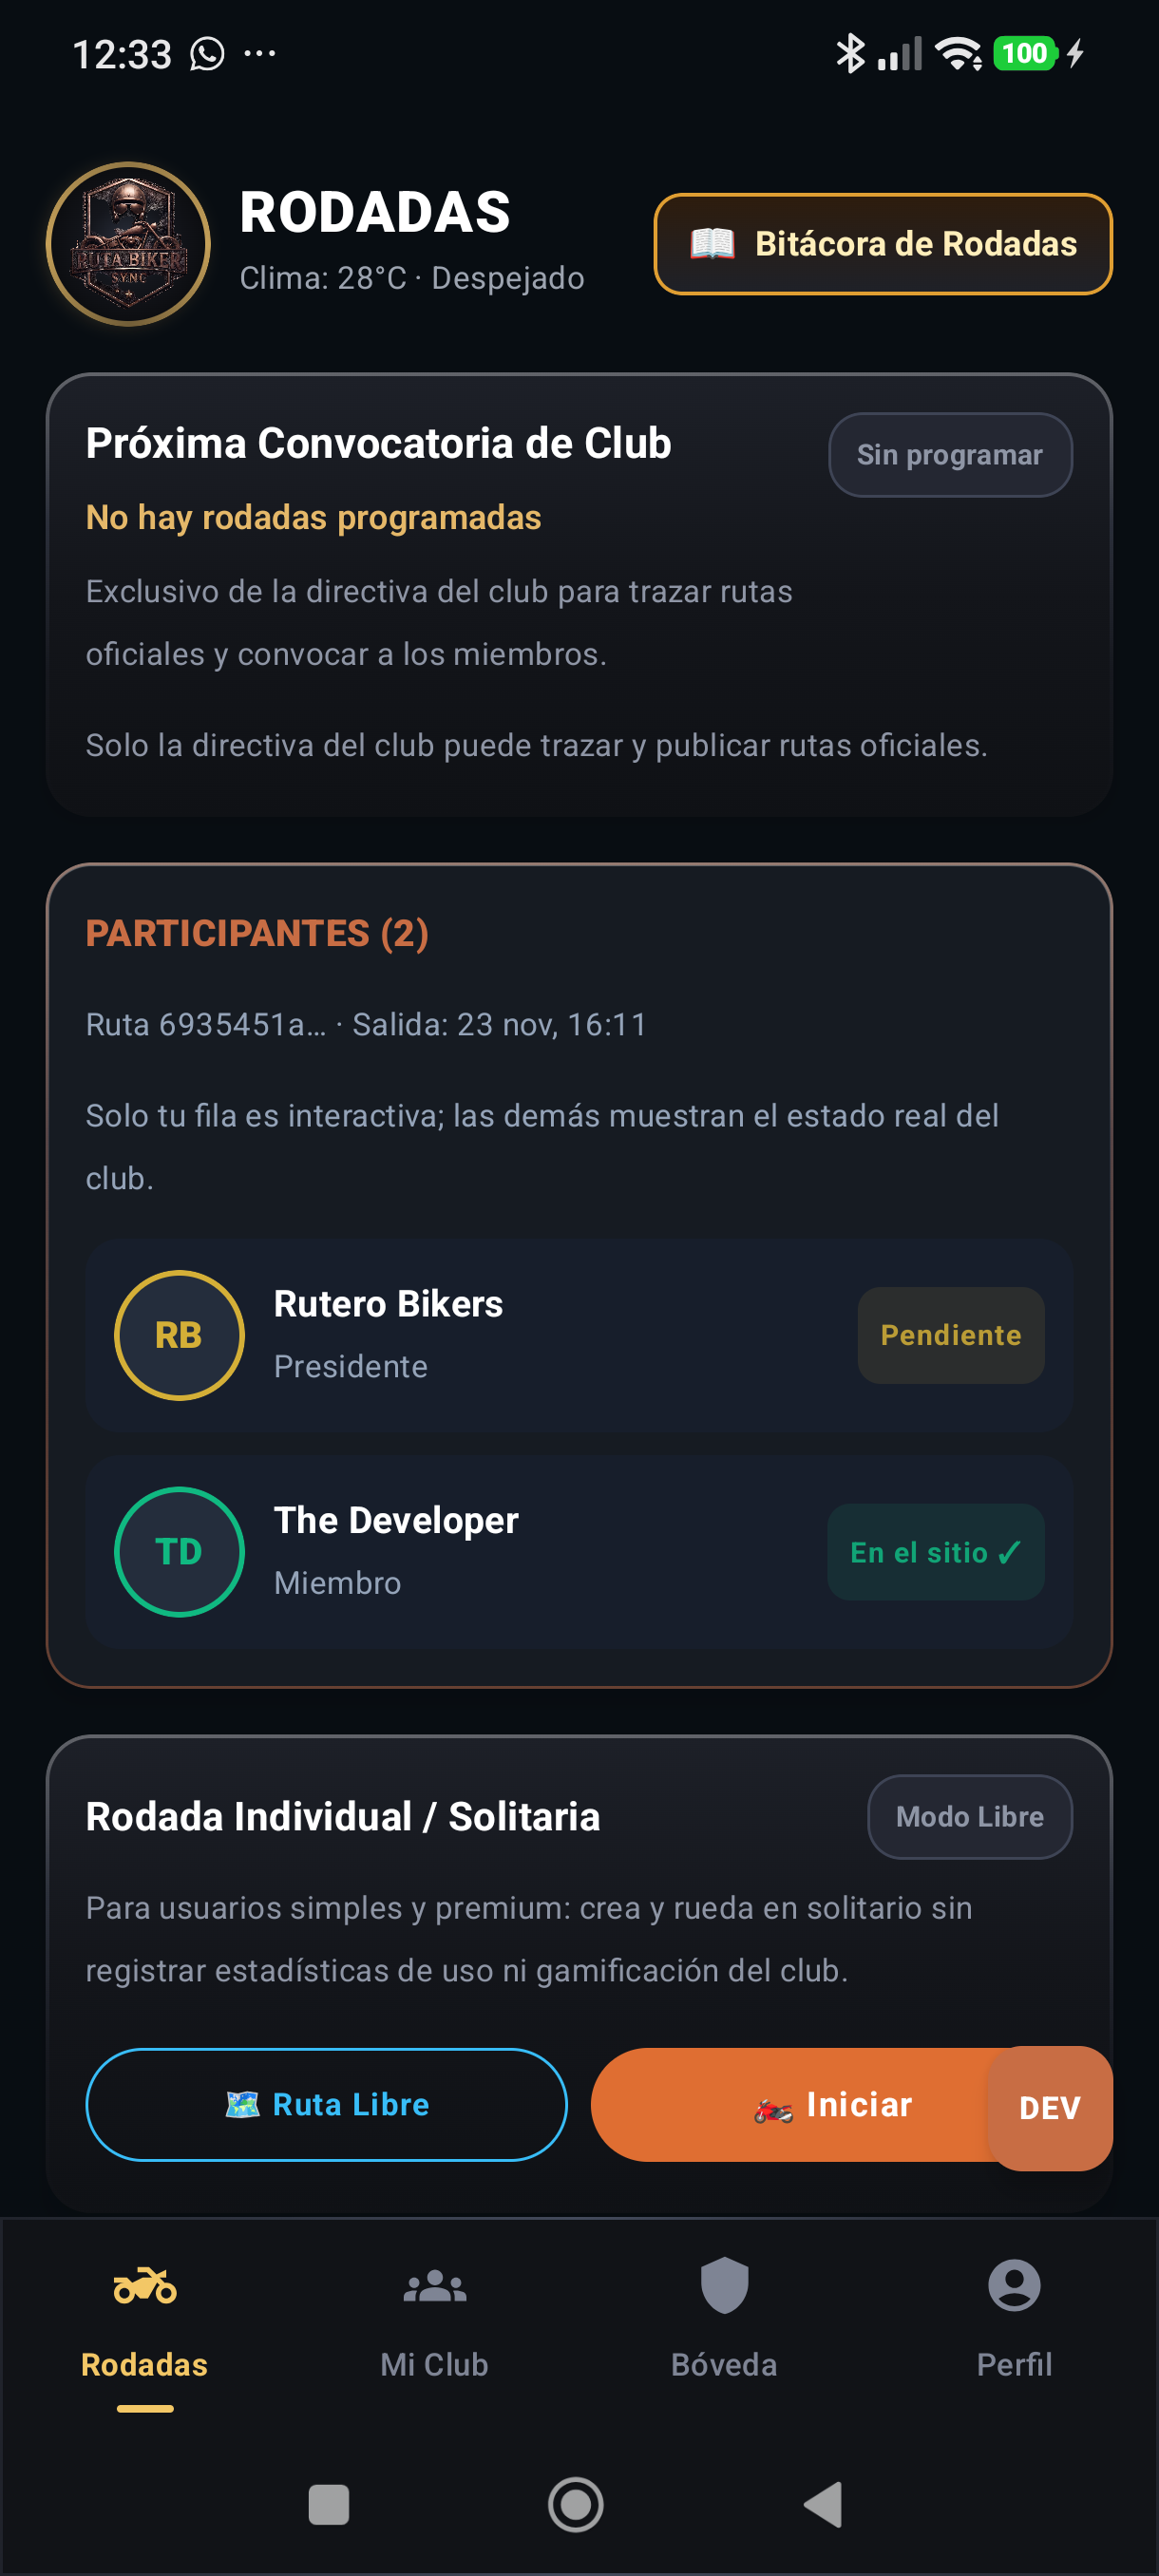 12:33
100
RUTA BIKER
SYNC
RODADAS
Clima: 28°C · Despejado
📖 Bitácora de Rodadas
Próxima Convocatoria de Club
Sin programar
No hay rodadas programadas
Exclusivo de la directiva del club para trazar rutas
oficiales y convocar a los miembros.
Solo la directiva del club puede trazar y publicar rutas oficiales.
PARTICIPANTES (2)
Ruta 6935451a… · Salida: 23 nov, 16:11
Solo tu fila es interactiva; las demás muestran el estado real del
club.
RB
Rutero Bikers
Presidente
Pendiente
TD
The Developer
Miembro
En el sitio ✓
Rodada Individual / Solitaria
Modo Libre
Para usuarios simples y premium: crea y rueda en solitario sin
registrar estadísticas de uso ni gamificación del club.
🗺️ Ruta Libre
🏍️ Iniciar
DEV
Rodadas
Mi Club
Bóveda
Perfil